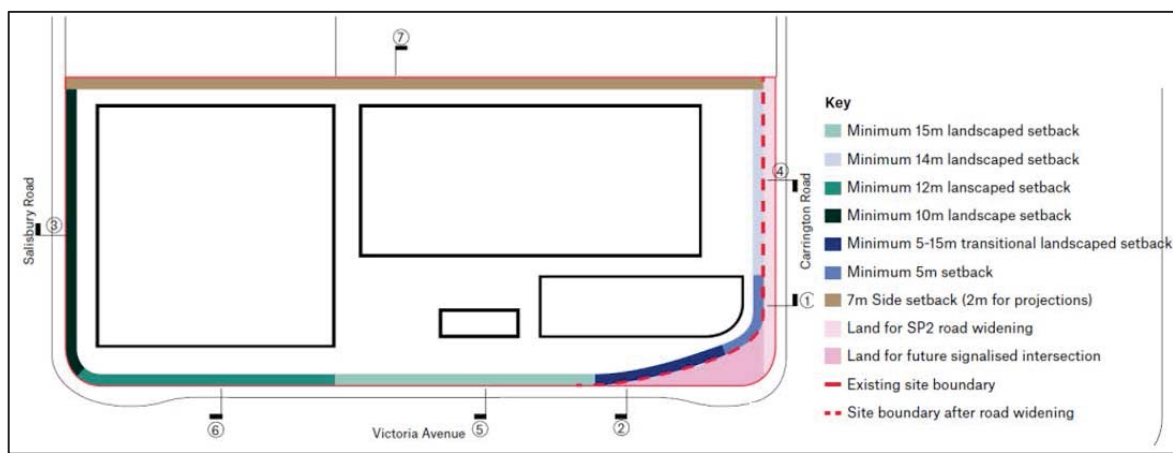 ⑦
Salisbury Road
③
④
Carrington Road
①
⑥
Victoria Avenue
⑤
②
Key
Minimum 15m landscaped setback
Minimum 14m landscaped setback
Minimum 12m lanscaped setback
Minimum 10m landscape setback
Minimum 5-15m transitional landscaped setback
Minimum 5m setback
7m Side setback (2m for projections)
Land for SP2 road widening
Land for future signalised intersection
Existing site boundary
Site boundary after road widening